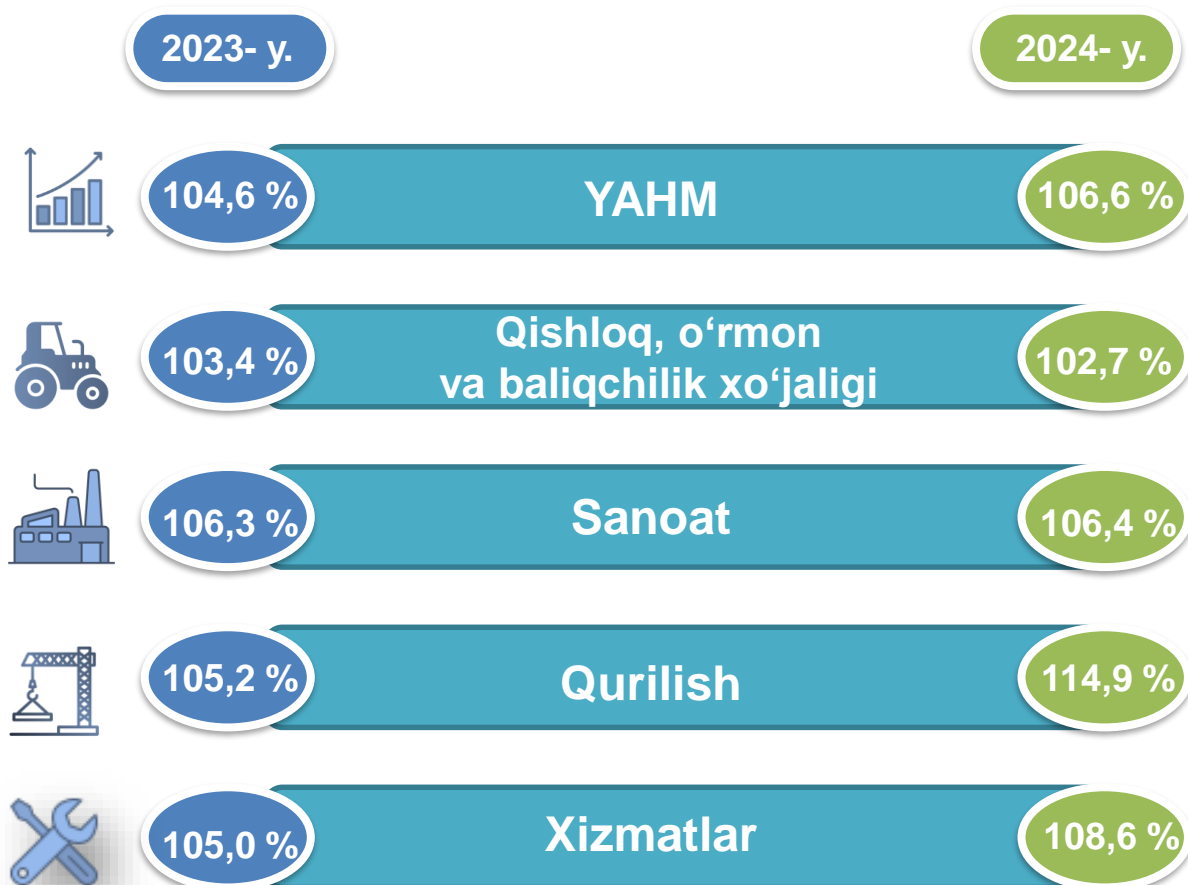 2023- y.
2024- y.
104,6 %
YAHM
106,6 %
103,4 %
Qishloq, o‘rmon
va baliqchilik xo‘jaligi
102,7 %
106,3 %
Sanoat
106,4 %
105,2 %
Qurilish
114,9 %
105,0 %
Xizmatlar
108,6 %